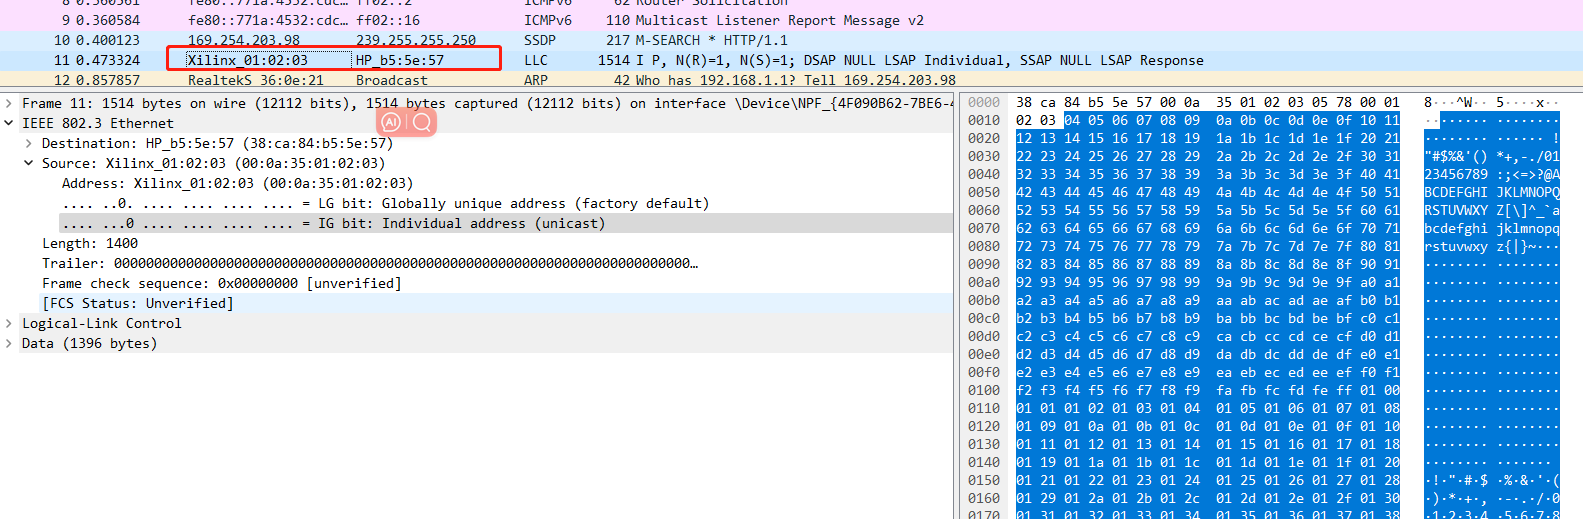 8 0.360561 fe80::771a:4532:cdc… ff02::2 ICMPv6 62 Router Solicitation
9 0.360584 fe80::771a:4532:cdc… ff02::16 ICMPv6 110 Multicast Listener Report Message v2
10 0.400123 169.254.203.98 239.255.255.250 SSDP 217 M-SEARCH * HTTP/1.1
11 0.473324 Xilinx_01:02:03 HP_b5:5e:57 LLC 1514 I P, N(R)=1, N(S)=1; DSAP NULL LSAP Individual, SSAP NULL LSAP Response
12 0.857857 RealtekS_36:0e:21 Broadcast ARP 42 Who has 192.168.1.1? Tell 169.254.203.98
Frame 11: 1514 bytes on wire (12112 bits), 1514 bytes captured (12112 bits) on interface \Device\NPF_{4F090B62-7BE6-4
IEEE 802.3 Ethernet
AI
Destination: HP_b5:5e:57 (38:ca:84:b5:5e:57)
Source: Xilinx_01:02:03 (00:0a:35:01:02:03)
Address: Xilinx_01:02:03 (00:0a:35:01:02:03)
.... ..0. .... .... .... .... = LG bit: Globally unique address (factory default)
.... ...0 .... .... .... .... = IG bit: Individual address (unicast)
Length: 1400
Trailer: 00000000000000000000000000000000000000000000000000000000000000000000000…
Frame check sequence: 0x00000000 [unverified]
[FCS Status: Unverified]
Logical-Link Control
Data (1396 bytes)
0000 38 ca 84 b5 5e 57 00 0a 35 01 02 03 05 78 00 01 8···^W·· 5····x··
0010 02 03 04 05 06 07 08 09 0a 0b 0c 0d 0e 0f 10 11 ········ ········
0020 12 13 14 15 16 17 18 19 1a 1b 1c 1d 1e 1f 20 21 ········ ······ !
0030 22 23 24 25 26 27 28 29 2a 2b 2c 2d 2e 2f 30 31 "#$%&'() *+,-./01
0040 32 33 34 35 36 37 38 39 3a 3b 3c 3d 3e 3f 40 41 23456789 :;<=>?@A
0050 42 43 44 45 46 47 48 49 4a 4b 4c 4d 4e 4f 50 51 BCDEFGHI JKLMNOPQ
0060 52 53 54 55 56 57 58 59 5a 5b 5c 5d 5e 5f 60 61 RSTUVWXY Z[\]^_`a
0070 62 63 64 65 66 67 68 69 6a 6b 6c 6d 6e 6f 70 71 bcdefghi jklmnopq
0080 72 73 74 75 76 77 78 79 7a 7b 7c 7d 7e 7f 80 81 rstuvwxy z{|}~···
0090 82 83 84 85 86 87 88 89 8a 8b 8c 8d 8e 8f 90 91 ········ ········
00a0 92 93 94 95 96 97 98 99 9a 9b 9c 9d 9e 9f a0 a1 ········ ········
00b0 a2 a3 a4 a5 a6 a7 a8 a9 aa ab ac ad ae af b0 b1 ········ ········
00c0 b2 b3 b4 b5 b6 b7 b8 b9 ba bb bc bd be bf c0 c1 ········ ········
00d0 c2 c3 c4 c5 c6 c7 c8 c9 ca cb cc cd ce cf d0 d1 ········ ········
00e0 d2 d3 d4 d5 d6 d7 d8 d9 da db dc dd de df e0 e1 ········ ········
00f0 e2 e3 e4 e5 e6 e7 e8 e9 ea eb ec ed ee ef f0 f1 ········ ········
0100 f2 f3 f4 f5 f6 f7 f8 f9 fa fb fc fd fe ff 01 00 ········ ········
0110 01 01 01 02 01 03 01 04 01 05 01 06 01 07 01 08 ········ ········
0120 01 09 01 0a 01 0b 01 0c 01 0d 01 0e 01 0f 01 10 ········ ········
0130 01 11 01 12 01 13 01 14 01 15 01 16 01 17 01 18 ········ ········
0140 01 19 01 1a 01 1b 01 1c 01 1d 01 1e 01 1f 01 20 ········ ·······
0150 01 21 01 22 01 23 01 24 01 25 01 26 01 27 01 28 ·!·"·#·$ ·%·&·'·(
0160 01 29 01 2a 01 2b 01 2c 01 2d 01 2e 01 2f 01 30 ·)·*·+·, ·-·.·/·0
0170 01 31 01 32 01 33 01 34 01 35 01 36 01 37 01 38 ·1·2·3·4 ·5·6·7·8